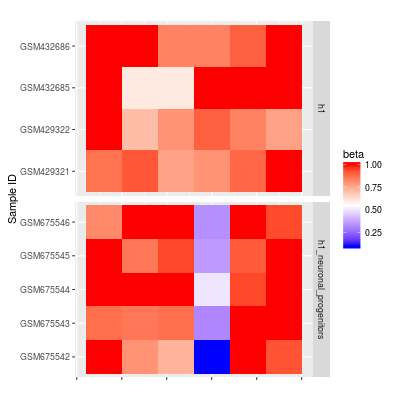 GSM432686
GSM432685
GSM429322
GSM429321
h1
GSM675546
GSM675545
GSM675544
GSM675543
GSM675542
h1_neuronal_progenitors
Sample ID
beta
1.00
0.75
0.50
0.25